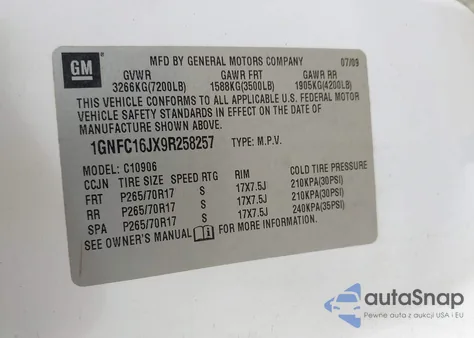 GM
MFD BY GENERAL MOTORS COMPANY 07/09
GVWR GAWR FRT GAWR RR
3266KG(7200LB) 1588KG(3500LB) 1905KG(4200LB)
THIS VEHICLE CONFORMS TO ALL APPLICABLE U.S. FEDERAL MOTOR
VEHICLE SAFETY STANDARDS IN EFFECT ON THE DATE OF
MANUFACTURE SHOWN ABOVE.
1GNFC16JX9R258257 TYPE: M.P.V.
MODEL: C10906
CCJN TIRE SIZE SPEED RTG RIM COLD TIRE PRESSURE
FRT P265/70R17 S 17X7.5J 210KPA(30PSI)
RR P265/70R17 S 17X7.5J 210KPA(30PSI)
SPA P265/70R17 S 17X7.5J 240KPA(35PSI)
SEE OWNER'S MANUAL i FOR MORE INFORMATION.
autaSnap
Pewne auta z aukcji USA i EU